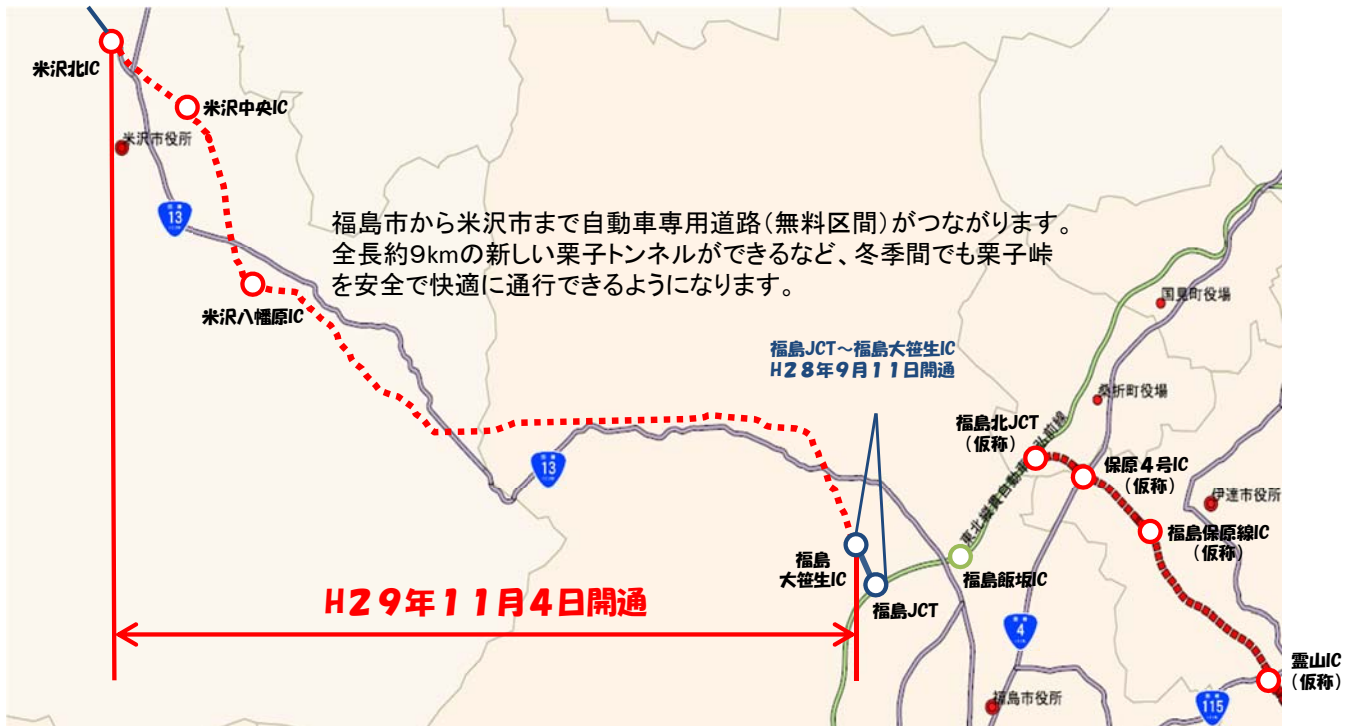 米沢北IC
米沢中央IC
米沢市役所
13
福島市から米沢市まで自動車専用道路(無料区間)がつながります。
全長約9kmの新しい栗子トンネルができるなど、冬季間でも栗子峠
を安全で快適に通行できるようになります。
米沢八幡原IC
国見町役場
福島JCT~福島大笹生IC
H28年9月11日開通
桑折町役場
福島北JCT
(仮称)
13
保原4号IC
(仮称)
伊達市役所
東北縦貫自動車 弘前線
福島保原線IC
(仮称)
福島
大笹生IC
福島飯坂IC
福島JCT
H29年11月4日開通
4
霊山IC
(仮称)
福島市役所
115